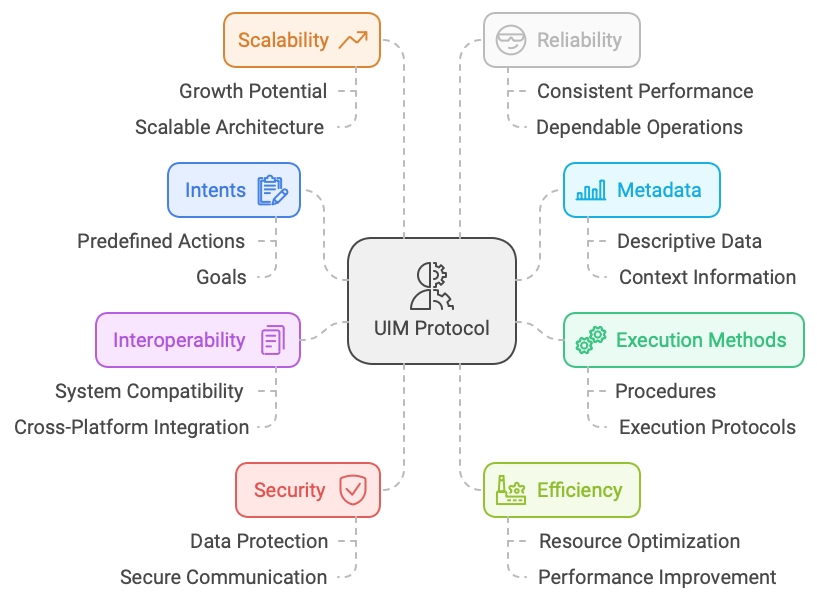 Scalability
Growth Potential
Scalable Architecture
Reliability
Consistent Performance
Dependable Operations
Intents
Predefined Actions
Goals
Metadata
Descriptive Data
Context Information
UIM Protocol
Interoperability
System Compatibility
Cross-Platform Integration
Execution Methods
Procedures
Execution Protocols
Security
Data Protection
Secure Communication
Efficiency
Resource Optimization
Performance Improvement